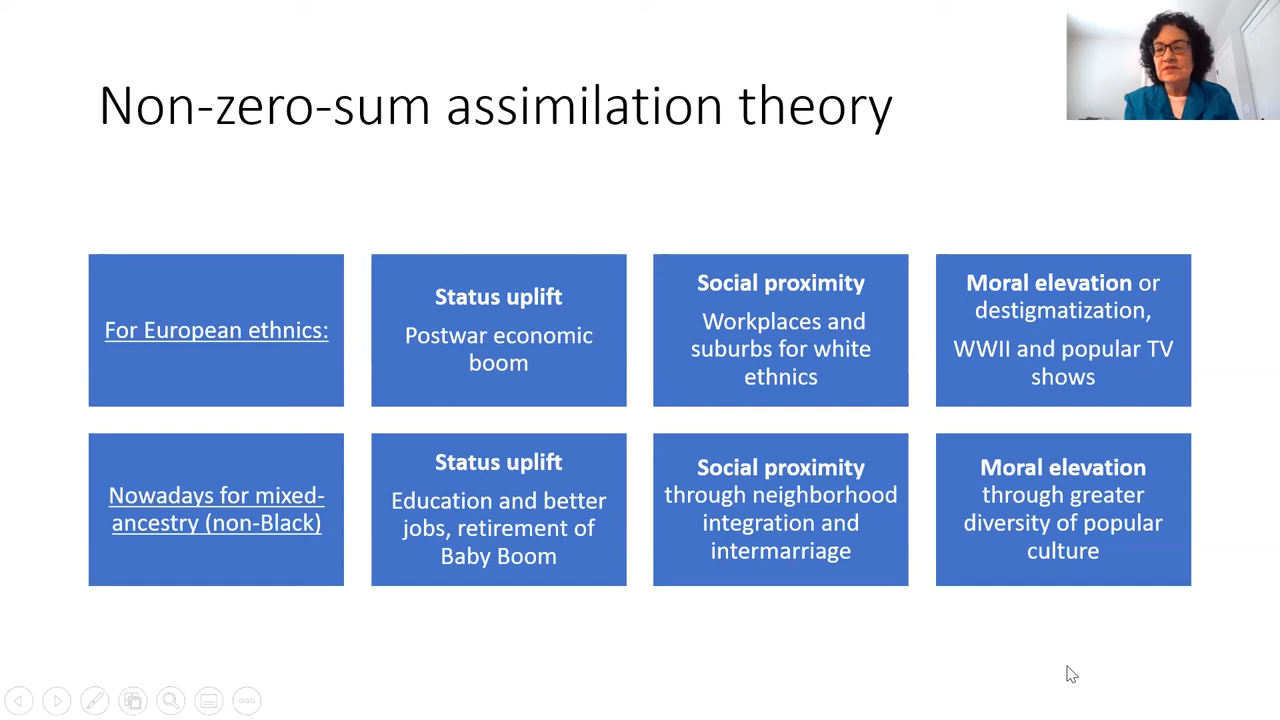 Non-zero-sum assimilation theory
For European ethnics:
Status uplift
Postwar economic
boom
Social proximity
Workplaces and
suburbs for white
ethnics
Moral elevation or
destigmatization,
WWII and popular TV
shows
Nowadays for mixed-
ancestry (non-Black)
Status uplift
Education and better
jobs, retirement of
Baby Boom
Social proximity
through neighborhood
integration and
intermarriage
Moral elevation
through greater
diversity of popular
culture